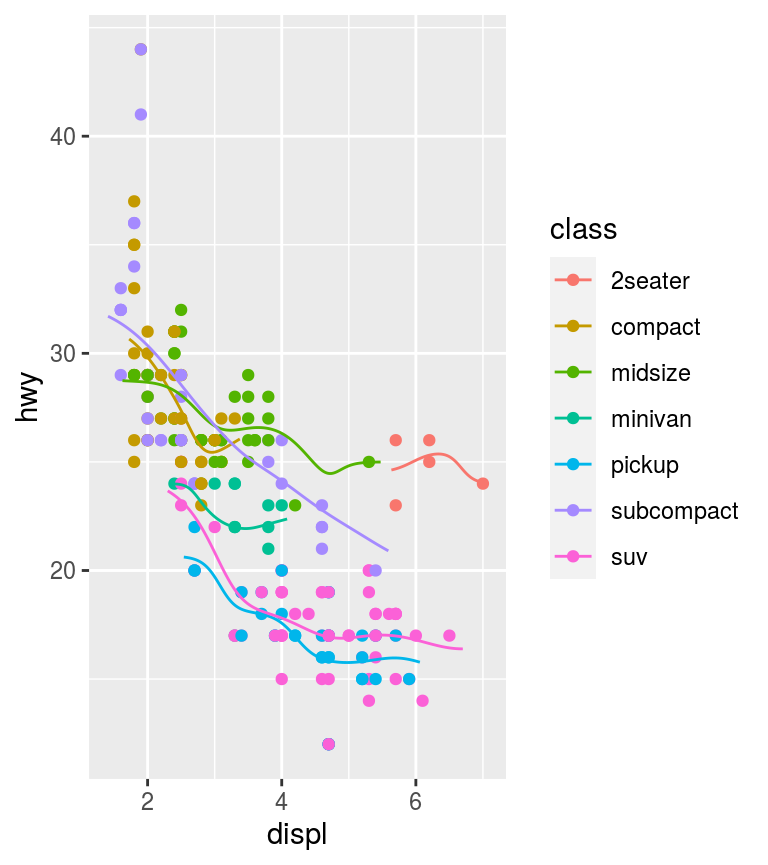 hwy
40
30
20
2
4
6
displ
class
2seater
compact
midsize
minivan
pickup
subcompact
suv